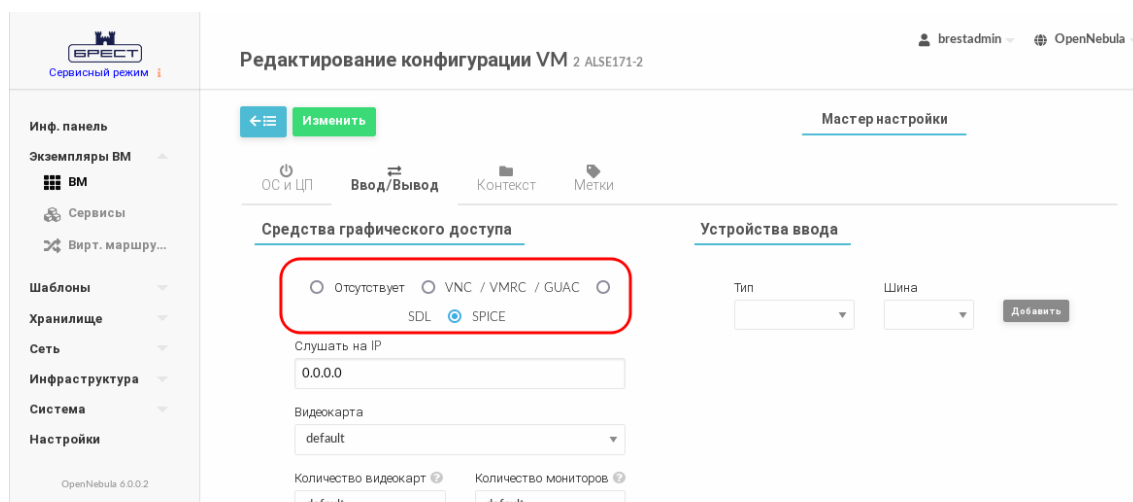 БРЕСТ
Сервисный режим i
brestadmin
OpenNebula
Редактирование конфигурации VM 2 ALSE171-2
Инф. панель
Экземпляры ВМ
ВМ
Сервисы
Вирт. маршру...
Шаблоны
Хранилище
Сеть
Инфраструктура
Система
Настройки
OpenNebula 6.0.0.2
Изменить
Мастер настройки
ОС и ЦП Ввод/Вывод Контекст Метки
Средства графического доступа
Отсутствует VNC / VMRC / GUAC
SDL SPICE
Слушать на IP
0.0.0.0
Видеокарта
default
Количество видеокарт ? Количество мониторов ?
default default
Устройства ввода
Тип Шина
Добавить